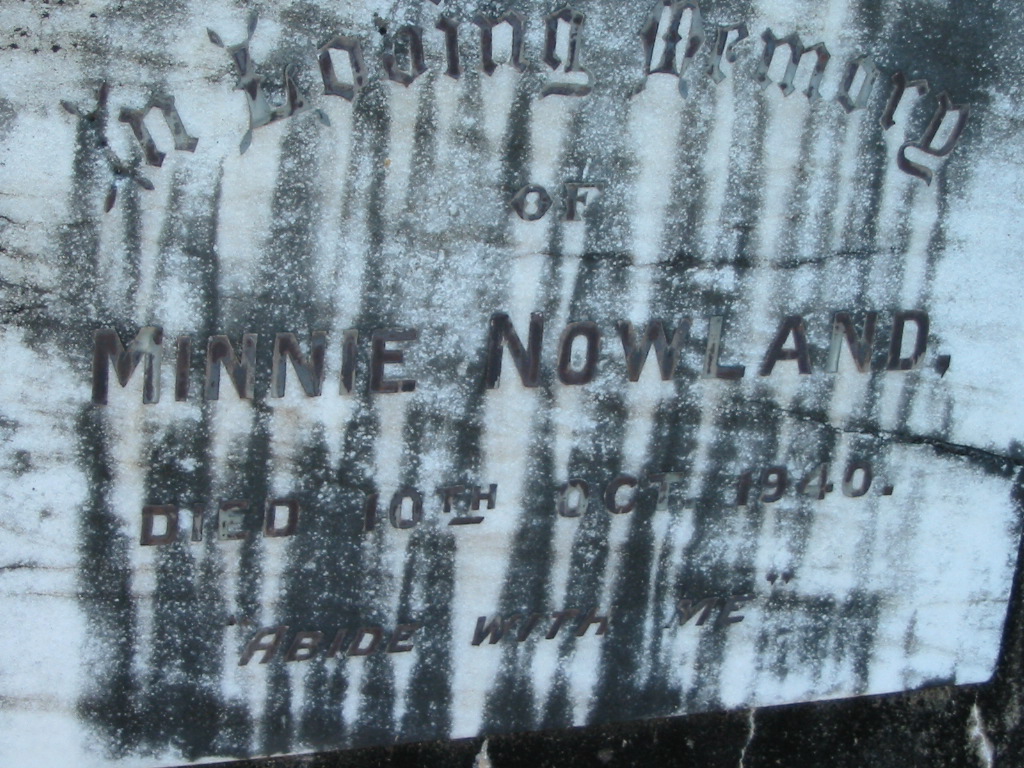 In Loving Memory
OF
MINNIE NOWLAND,
DIED 10TH OCT. 1940.
"ABIDE WITH ME"